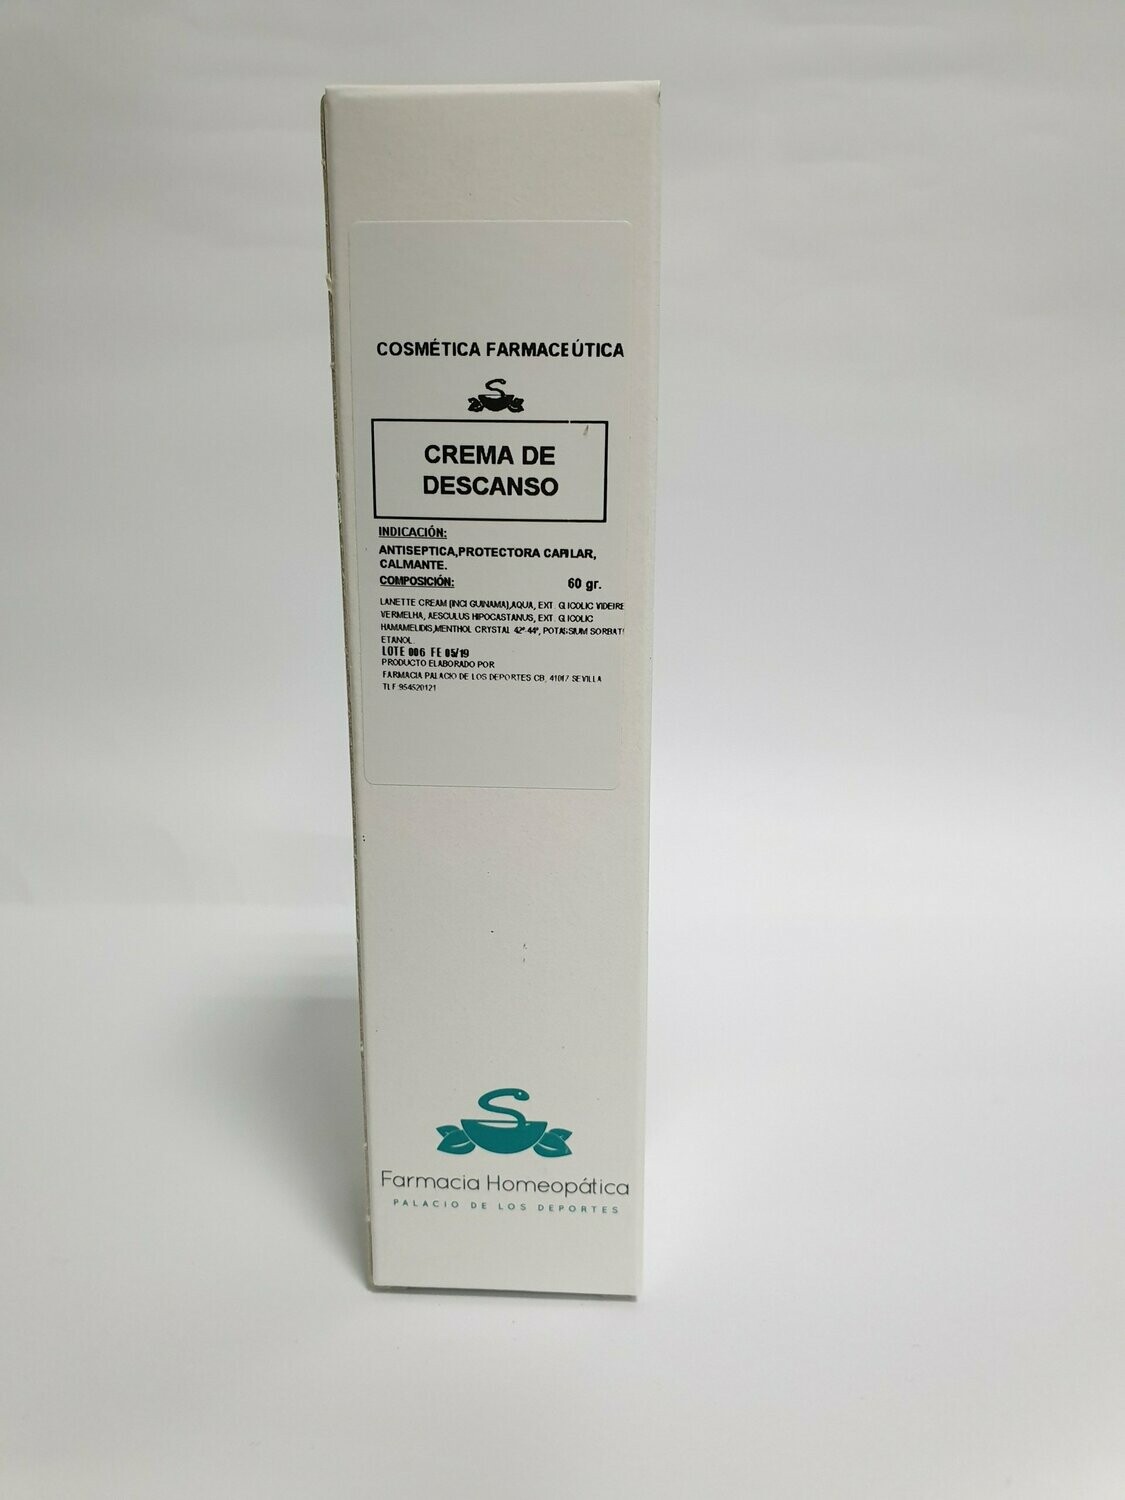 COSMÉTICA FARMACEÚTICA
CREMA DE
DESCANSO
INDICACIÓN:
ANTISEPTICA,PROTECTORA CAPILAR,
CALMANTE.
COMPOSICIÓN: 60 gr.
LANETTE CREAM (INCI GUINAMA),AQUA, EXT. GLICOLIC VIDEIRE
VERMELHA, AESCULUS HIPOCASTANUS, EXT. GLICOLIC
HAMAMELIDIS,MENTHOL CRYSTAL 42º-44º, POTASSIUM SORBAT
ETANOL.
LOTE 006 FE 05/19
PRODUCTO ELABORADO POR
FARMACIA PALACIO DE LOS DEPORTES CB, 41017 SEVILLA
TLF:954520121
Farmacia Homeopática
PALACIO DE LOS DEPORTES